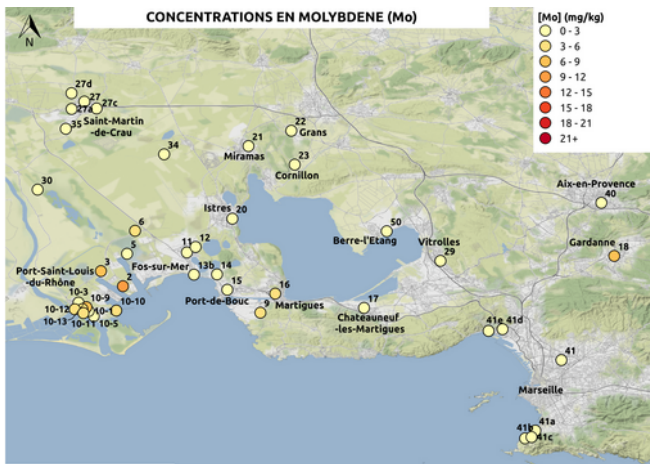 CONCENTRATIONS EN MOLYBDENE (Mo)
N
[Mo] (mg/kg)
0 - 3
3 - 6
6 - 9
9 - 12
12 - 15
15 - 18
18 - 21
21+
27d
27
27c
27a
Saint-Martin
-de-Crau
35
34
21
Miramas
22
Grans
23
Cornillon
30
Aix-en-Provence
40
Istres
20
6
5
11
12
50
Berre-l'Etang
Vitrolles
29
Gardanne
18
3
Port-Saint-Louis
-du-Rhône
Fos-sur-Mer
13b
14
2
15
Port-de-Bouc
16
Martigues
9
17
Chateauneuf
-les-Martigues
10-3
10-9
10-10
10-12
10-1
10-13
10-11
10-5
41e
41d
41
Marseille
41a
41b
41c